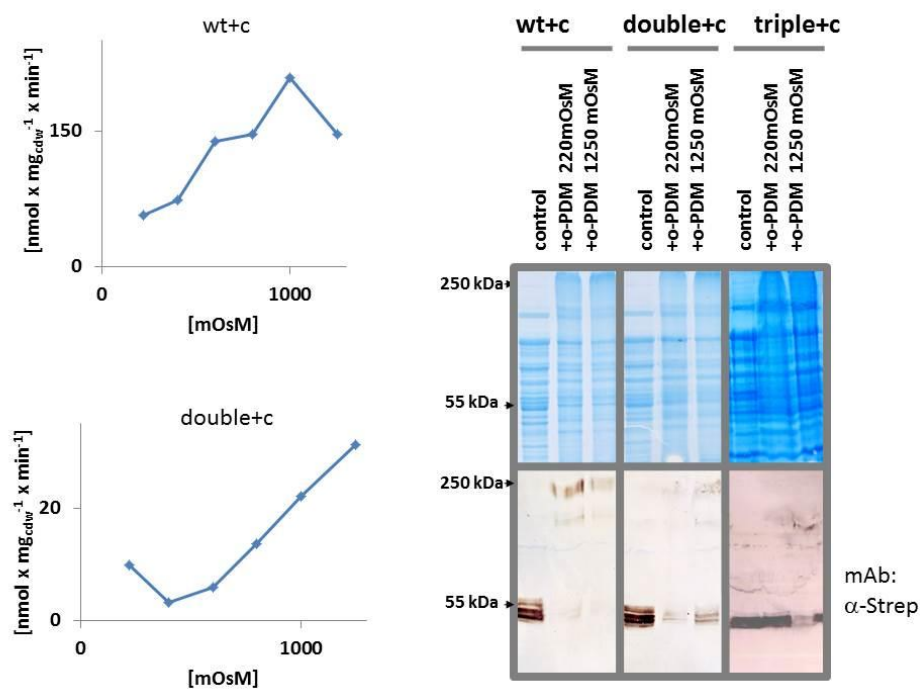 wt+c
[nmol x mg_cdw⁻¹ x min⁻¹]
150
0
0
1000
[mOsM]
double+c
[nmol x mg_cdw⁻¹ x min⁻¹]
20
0
0
1000
[mOsM]
wt+c
double+c
triple+c
control
+o-PDM 220mOsM
+o-PDM 1250 mOsM
control
+o-PDM 220mOsM
+o-PDM 1250 mOsM
control
+o-PDM 220mOsM
+o-PDM 1250 mOsM
250 kDa
55 kDa
250 kDa
55 kDa
mAb:
α-Strep